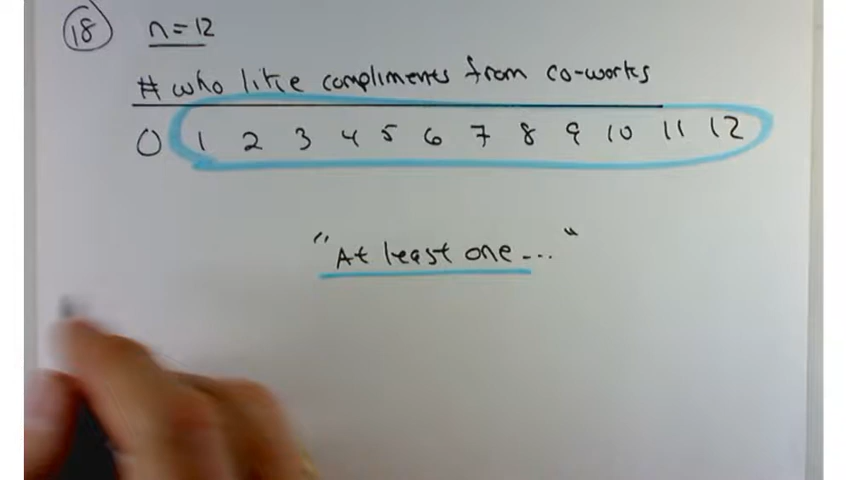 18 n=12
# who like compliments from co-works
0 1 2 3 4 5 6 7 8 9 10 11 12
"At least one..."